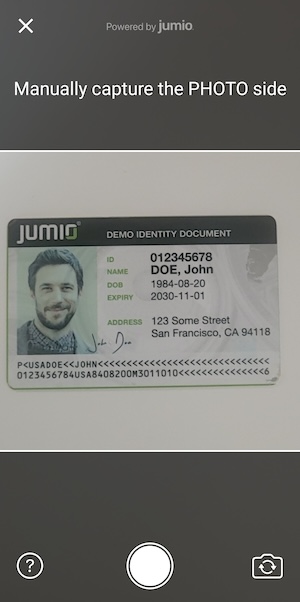 Powered by jumio
Manually capture the PHOTO side
JUMIO
DEMO IDENTITY DOCUMENT
ID 012345678
NAME DOE, John
DOB 1984-08-20
EXPIRY 2030-11-01
ADDRESS 123 Some Street
San Francisco, CA 94118
John Doe
P<USADOE<<JOHN<<<<<<<<<<<<<<<<<<<<<<<<<<<<<<
0123456784USA8408200M3011010<<<<<<<<<<<<<<<6
?